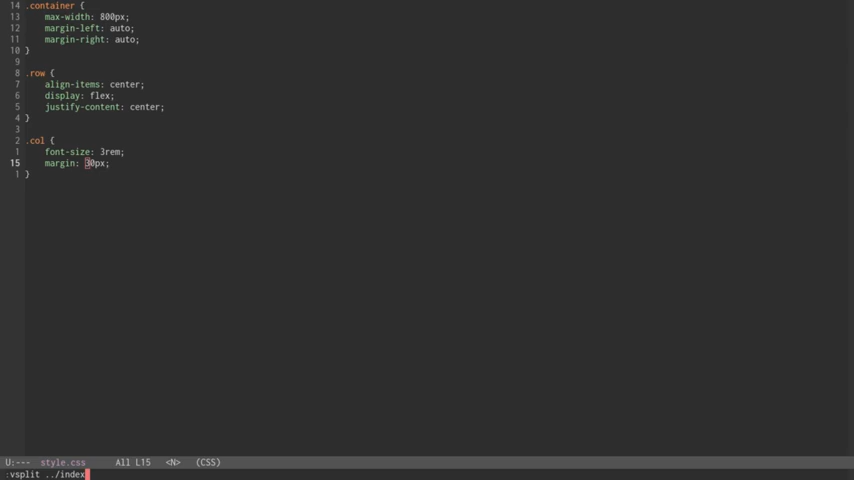 14 .container {
13 max-width: 800px;
12 margin-left: auto;
11 margin-right: auto;
10 }
9
8 .row {
7 align-items: center;
6 display: flex;
5 justify-content: center;
4 }
3
2 .col {
1 font-size: 3rem;
15 margin: 30px;
1 }
U:--- style.css All L15 <N> (CSS)
:vsplit ../index